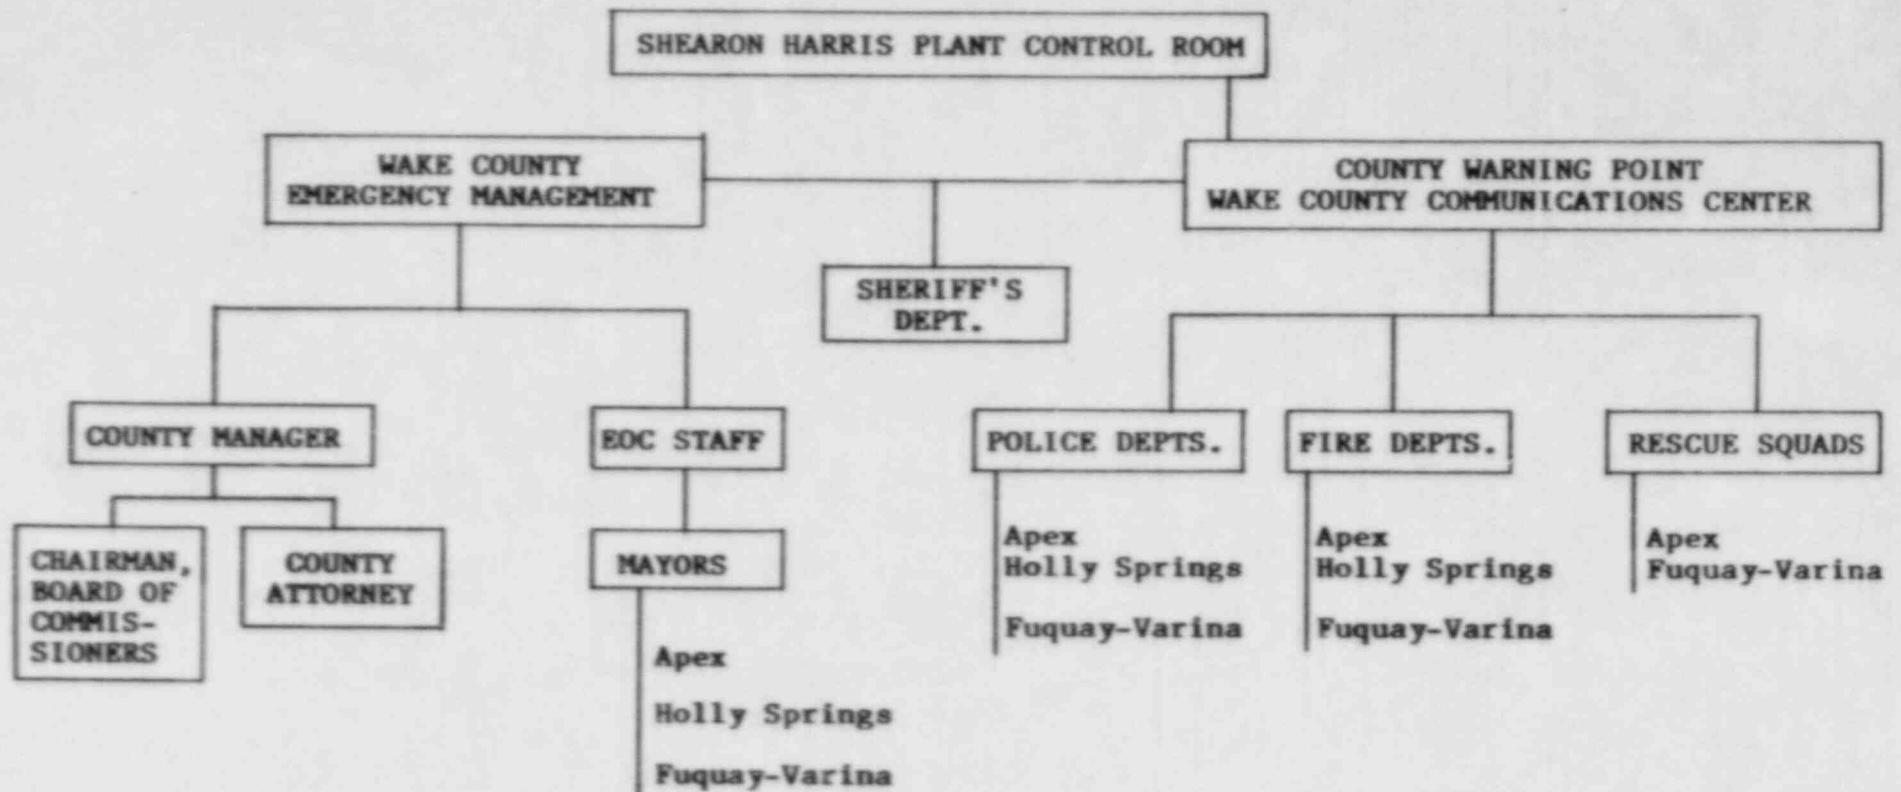 SHEARON HARRIS PLANT CONTROL ROOM
WAKE COUNTY
EMERGENCY MANAGEMENT
COUNTY WARNING POINT
WAKE COUNTY COMMUNICATIONS CENTER
SHERIFF'S
DEPT.
COUNTY MANAGER
EOC STAFF
POLICE DEPTS.
FIRE DEPTS.
RESCUE SQUADS
CHAIRMAN,
BOARD OF
COMMIS-
SIONERS
COUNTY
ATTORNEY
MAYORS
Apex
Holly Springs
Fuquay-Varina
Apex
Holly Springs
Fuquay-Varina
Apex
Holly Springs
Fuquay-Varina
Apex
Fuquay-Varina